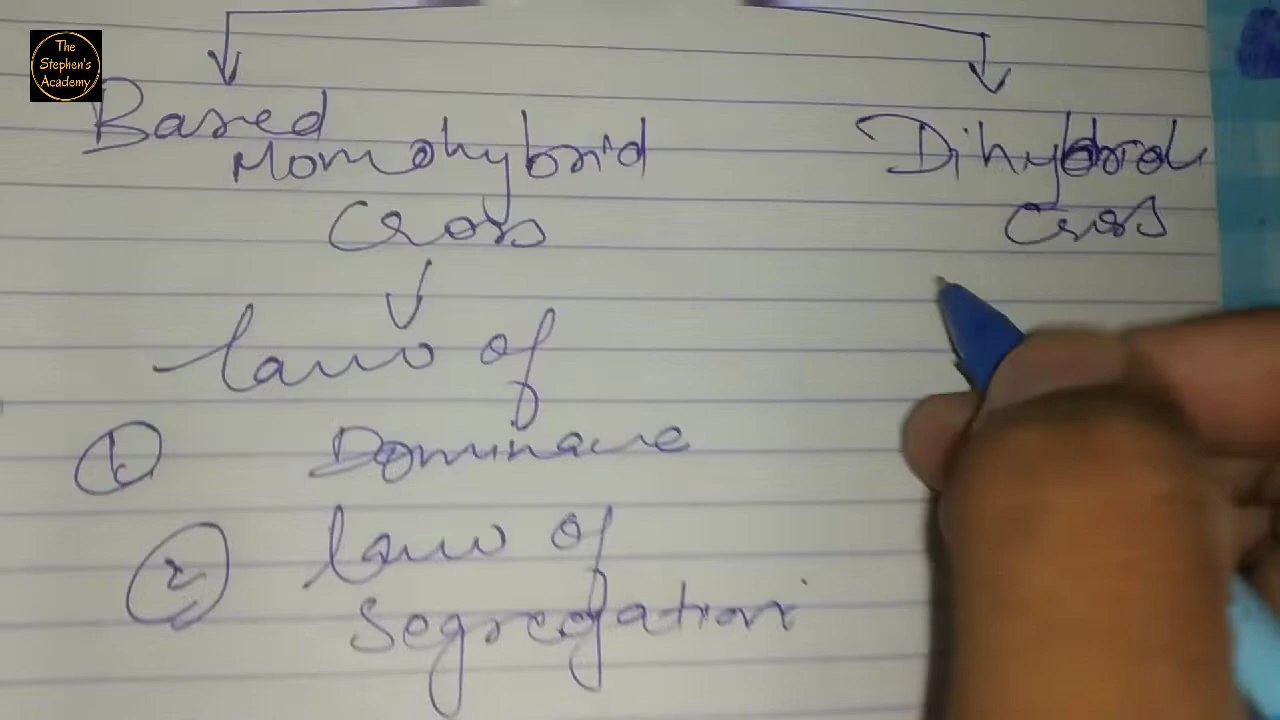 The
Stephen's
Academy
Based
Monohybrid
Cross
Dihybrid
Cross
law of
1. Dominance
2 law of
Segregation